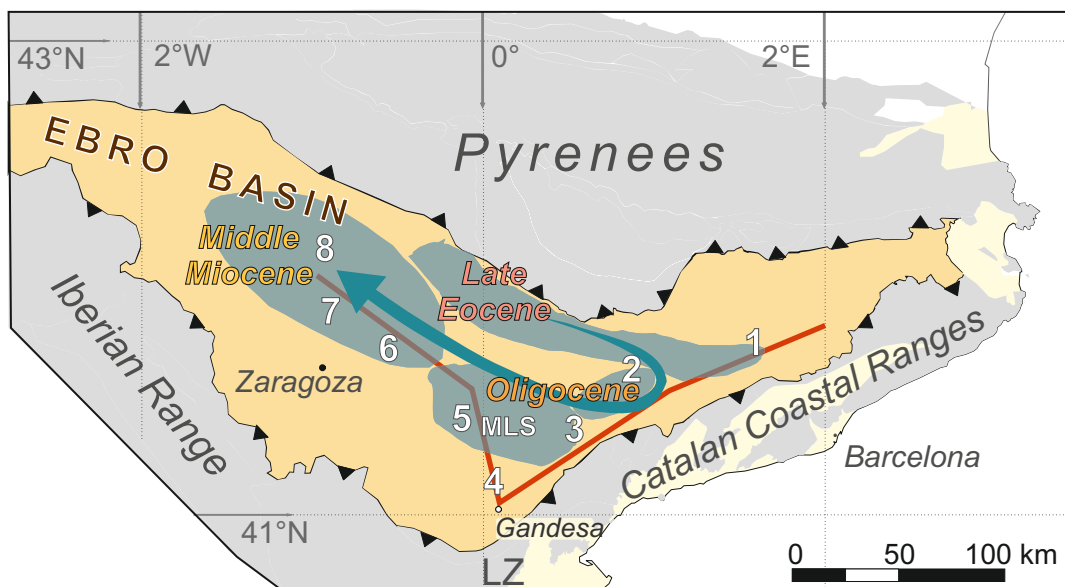 43°N
2°W
0°
2°E
Pyrenees
EBRO BASIN
Middle
Miocene
8
Late
Eocene
7
6
1
2
Iberian Range
Zaragoza
Oligocene
5
MLS
3
Catalan Coastal Ranges
Barcelona
4
41°N
Gandesa
LZ
0 50 100 km